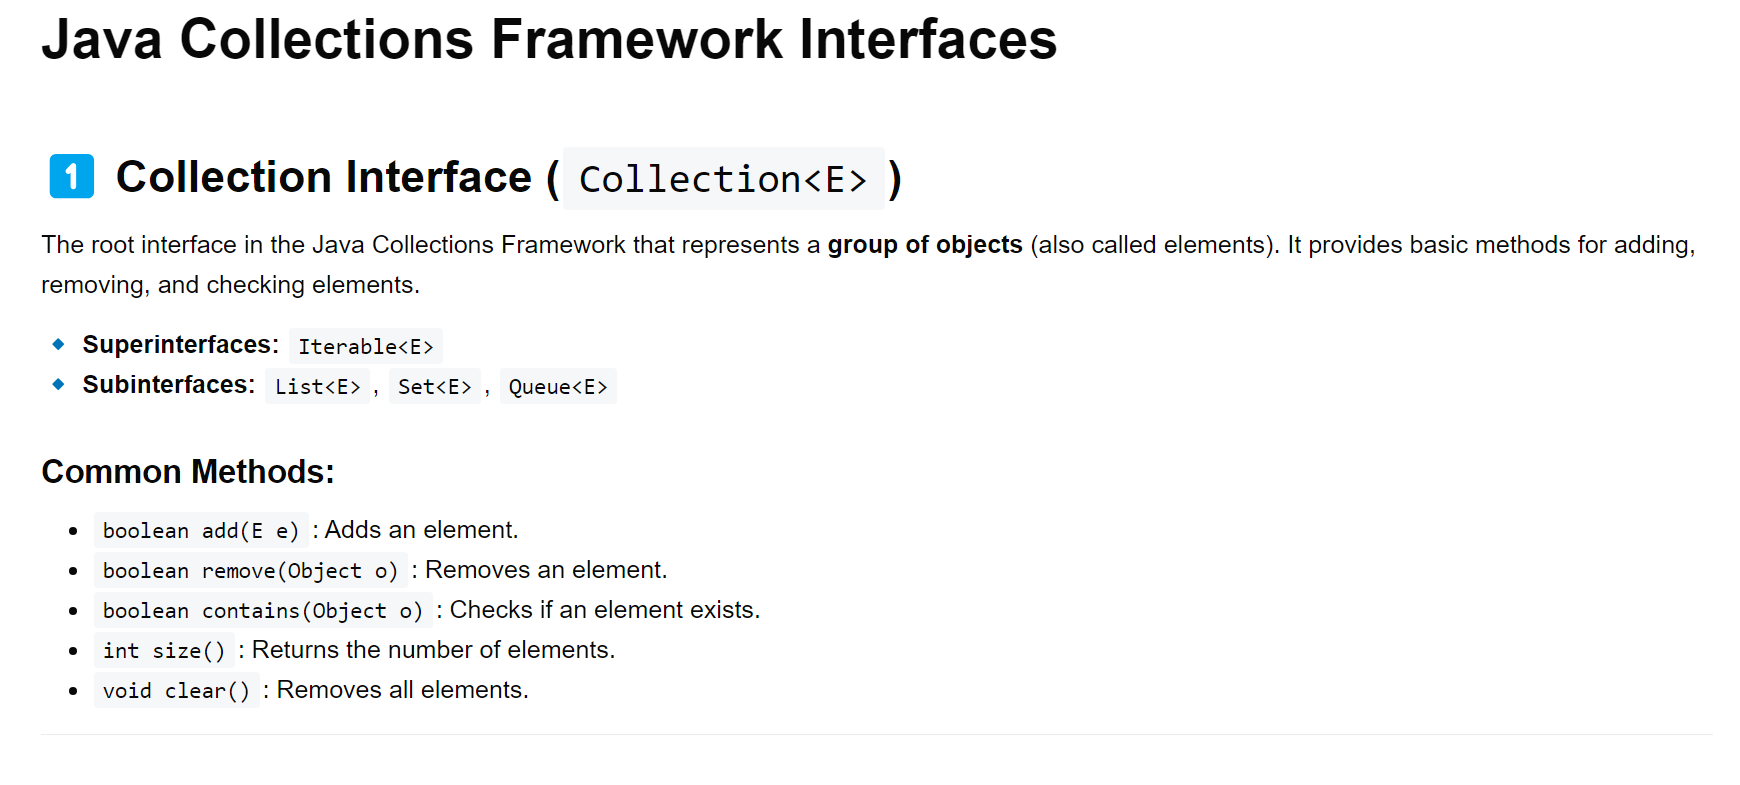 Java Collections Framework Interfaces
1 Collection Interface ( Collection<E> )
The root interface in the Java Collections Framework that represents a group of objects (also called elements). It provides basic methods for adding,
removing, and checking elements.
Superinterfaces: Iterable<E>
Subinterfaces: List<E> , Set<E> , Queue<E>
Common Methods:
boolean add(E e) : Adds an element.
boolean remove(Object o) : Removes an element.
boolean contains(Object o) : Checks if an element exists.
int size() : Returns the number of elements.
void clear() : Removes all elements.